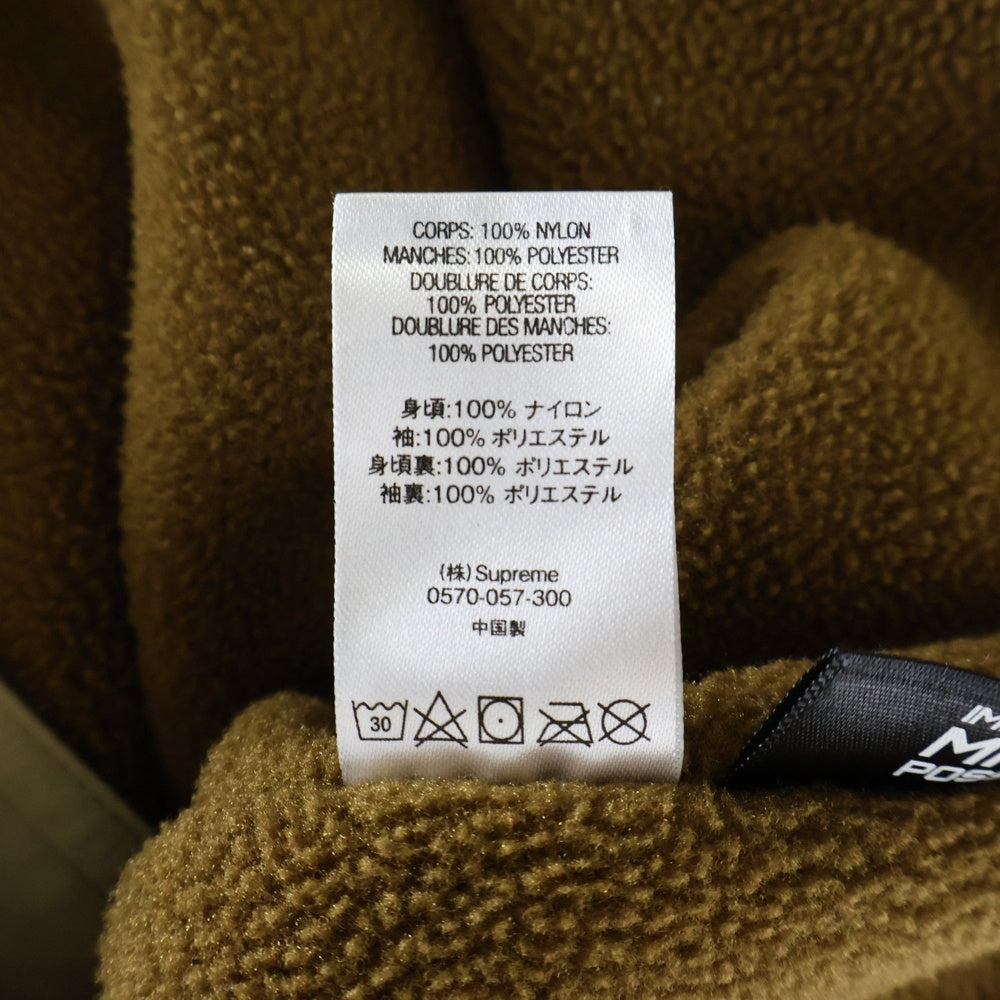 CORPS: 100% NYLON
MANCHES: 100% POLYESTER
DOUBLURE DE CORPS:
100% POLYESTER
DOUBLURE DES MANCHES:
100% POLYESTER
身頃:100% ナイロン
袖:100% ポリエステル
身頃裏:100% ポリエステル
袖裏:100% ポリエステル
(株)Supreme
0570-057-300
中国製
30